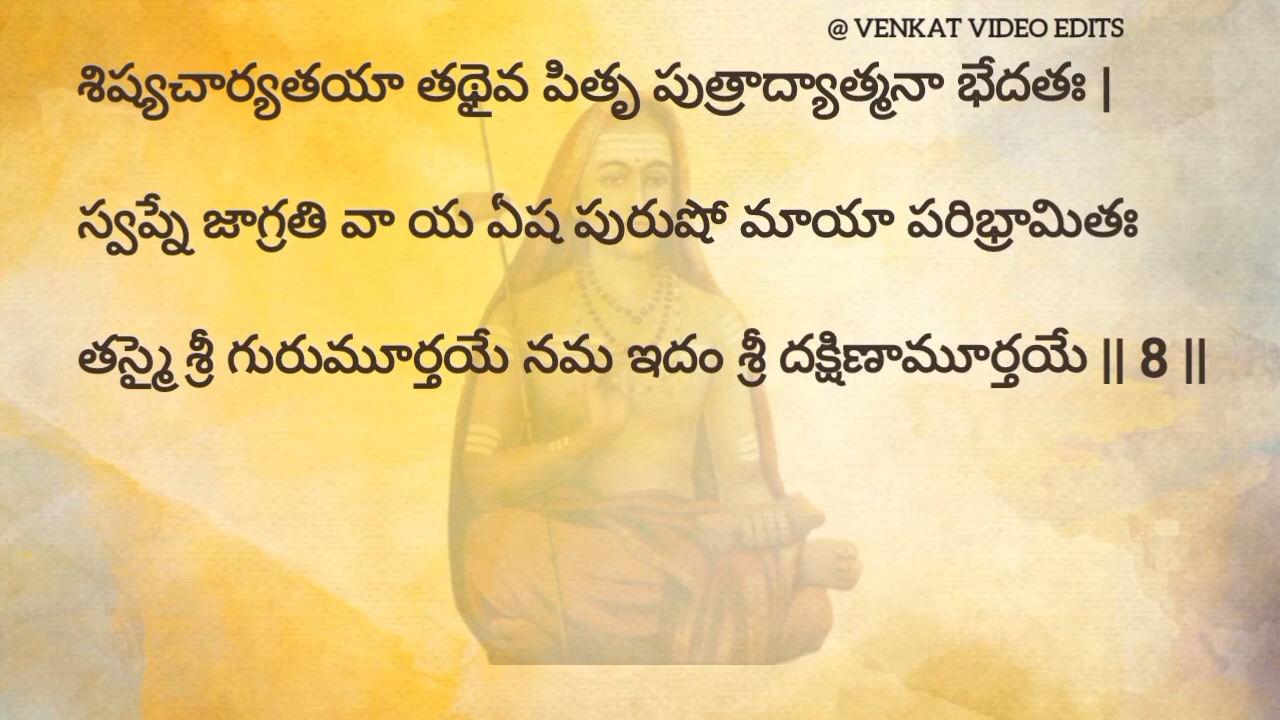 @ VENKAT VIDEO EDITS
శిష్యచార్యతయా తథైవ పితృ పుత్రాద్యాత్మనా భేదతః |
స్వప్నే జాగ్రతి వా య ఏష పురుషో మాయా పరిభ్రామితః
తస్మై శ్రీ గురుమూర్తయే నమ ఇదం శ్రీ దక్షిణామూర్తయే || 8 ||